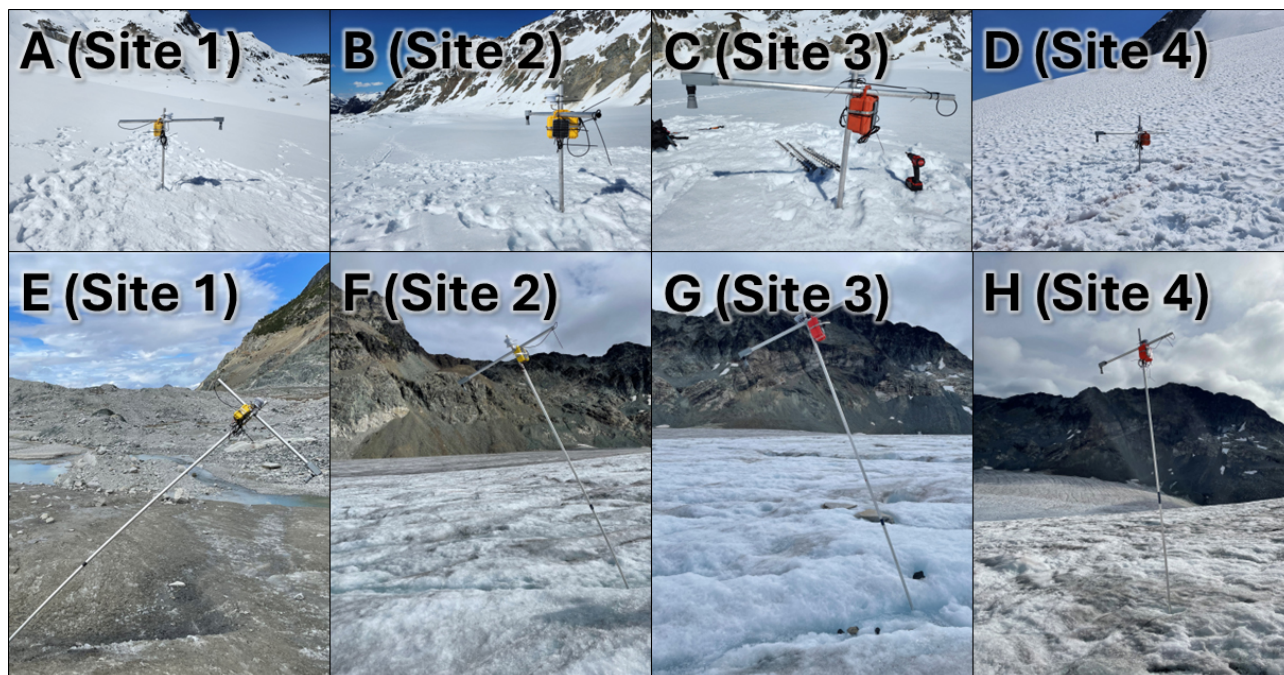 A (Site 1)
B (Site 2)
C (Site 3)
D (Site 4)
E (Site 1)
F (Site 2)
G (Site 3)
H (Site 4)